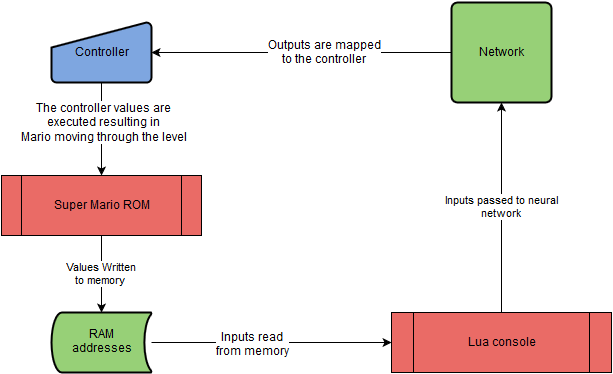 Controller
Outputs are mapped
to the controller
Network
The controller values are
executed resulting in
Mario moving through the level
Super Mario ROM
Inputs passed to neural
network
Values Written
to memory
RAM
addresses
Inputs read
from memory
Lua console